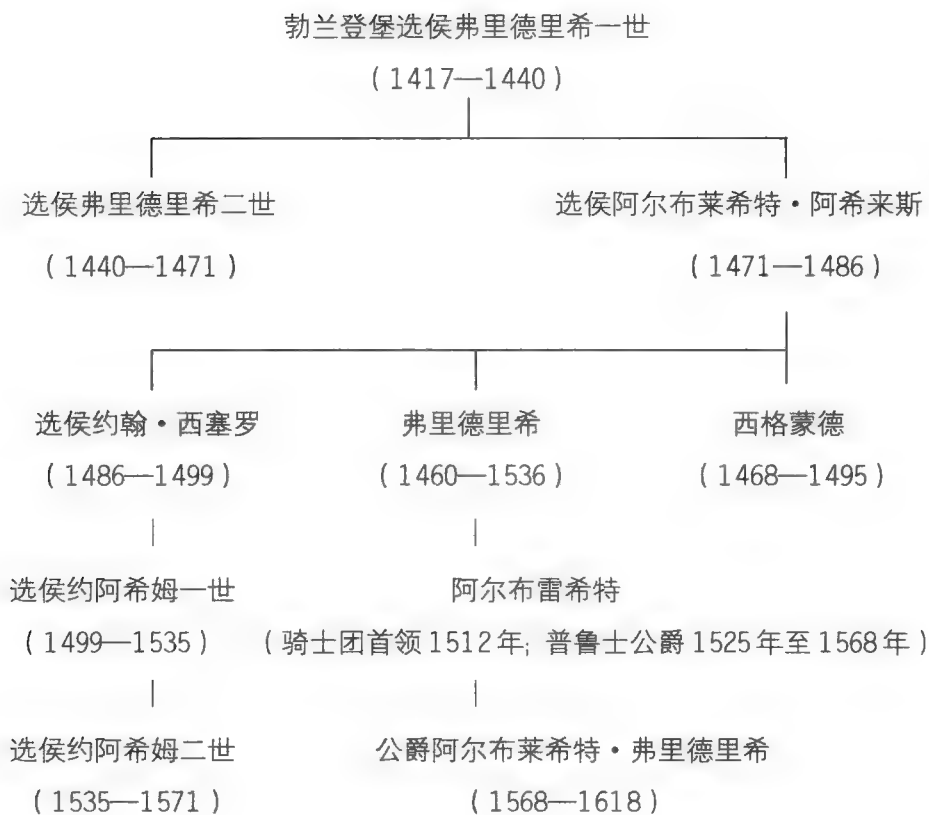 勃兰登堡选侯弗里德里希一世
（1417—1440）
选侯弗里德里希二世 选侯阿尔布莱希特·阿希来斯
（1440—1471） （1471—1486）
选侯约翰·西塞罗 弗里德里希 西格蒙德
（1486—1499） （1460—1536） （1468—1495）
选侯约阿希姆一世 阿尔布雷希特
（1499—1535） （骑士团首领1512年；普鲁士公爵1525年至1568年）
选侯约阿希姆二世 公爵阿尔布莱希特·弗里德里希
（1535—1571） （1568—1618）